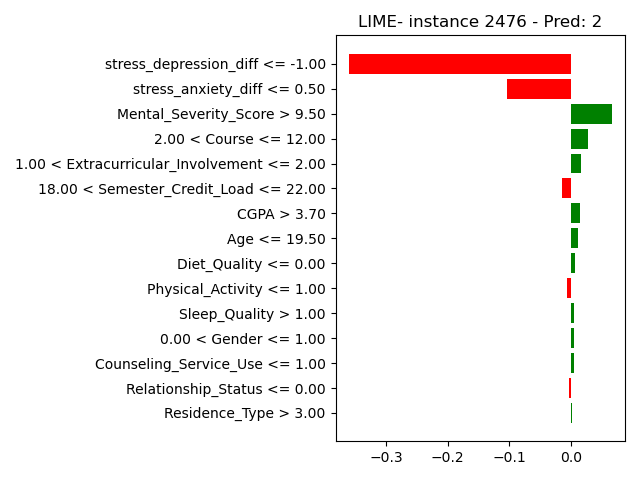 LIME- instance 2476 - Pred: 2
stress_depression_diff <= -1.00
stress_anxiety_diff <= 0.50
Mental_Severity_Score > 9.50
2.00 < Course <= 12.00
1.00 < Extracurricular_Involvement <= 2.00
18.00 < Semester_Credit_Load <= 22.00
CGPA > 3.70
Age <= 19.50
Diet_Quality <= 0.00
Physical_Activity <= 1.00
Sleep_Quality > 1.00
0.00 < Gender <= 1.00
Counseling_Service_Use <= 1.00
Relationship_Status <= 0.00
Residence_Type > 3.00
−0.3 −0.2 −0.1 0.0